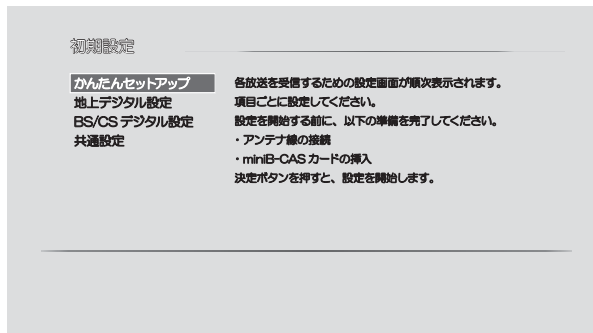 初期設定
かんたんセットアップ
地上デジタル設定
BS/CS デジタル設定
共通設定
各放送を受信するための設定画面が順次表示されます。
項目ごとに設定してください。
設定を開始する前に、以下の準備を完了してください。
・アンテナ線の接続
・miniB-CAS カードの挿入
決定ボタンを押すと、設定を開始します。